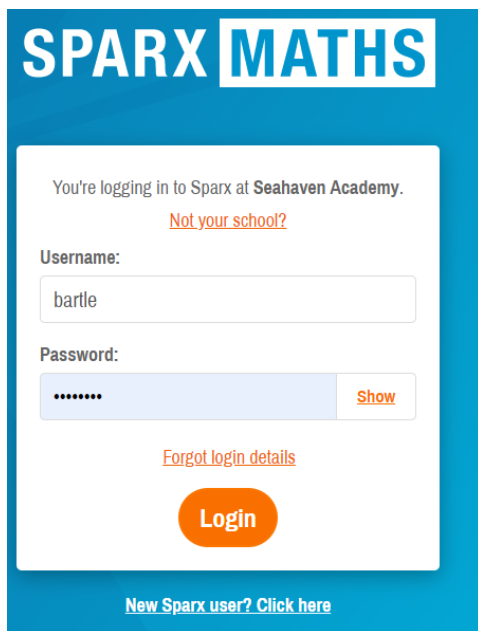 SPARX MATHS
You're logging in to Sparx at Seahaven Academy.
Not your school?
Username:
bartle
Password:
••••••••
Show
Forgot login details
Login
New Sparx user? Click here